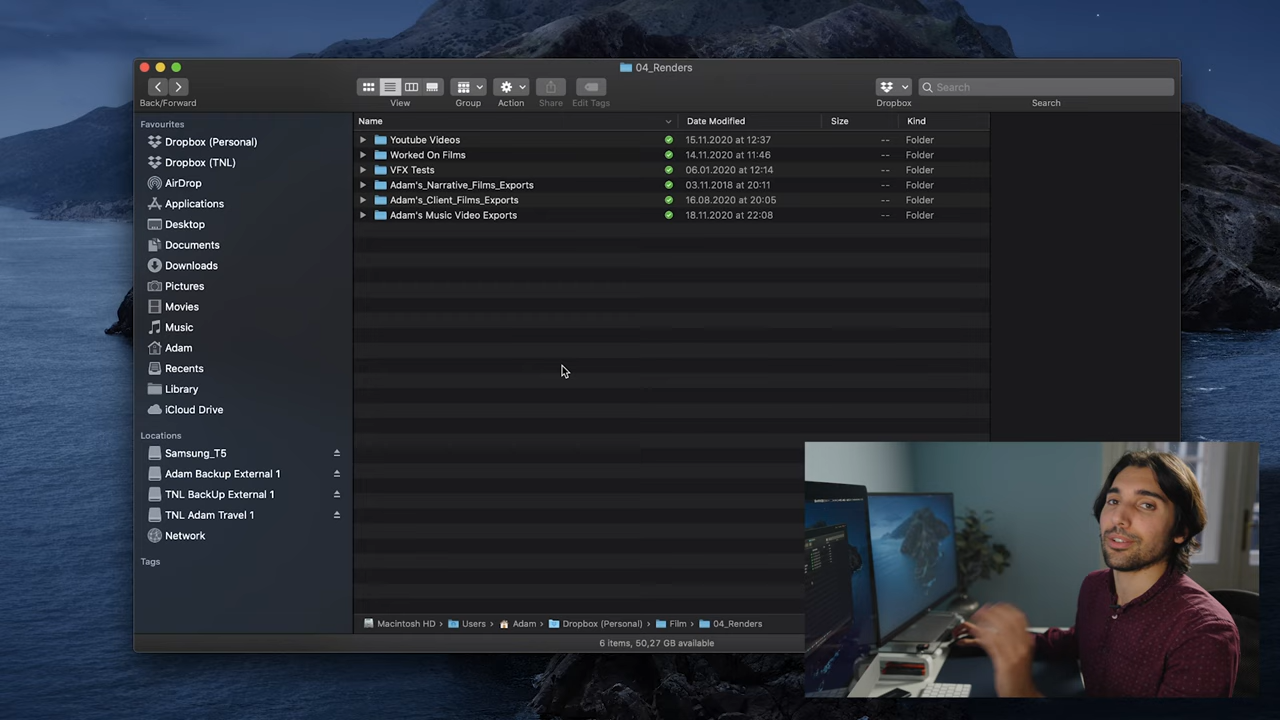 04_Renders
Back/Forward
View
Group
Action
Share
Edit Tags
Dropbox
Search
Search
Favourites
Dropbox (Personal)
Dropbox (TNL)
AirDrop
Applications
Desktop
Documents
Downloads
Pictures
Movies
Music
Adam
Recents
Library
iCloud Drive
Locations
Samsung_T5
Adam Backup External 1
TNL BackUp External 1
TNL Adam Travel 1
Network
Tags
Name Date Modified Size Kind
Youtube Videos 15.11.2020 at 12:37 -- Folder
Worked On Films 14.11.2020 at 11:46 -- Folder
VFX Tests 06.01.2020 at 12:14 -- Folder
Adam's_Narrative_Films_Exports 03.11.2018 at 20:11 -- Folder
Adam's_Client_Films_Exports 16.08.2020 at 20:05 -- Folder
Adam's Music Video Exports 18.11.2020 at 22:08 -- Folder
Macintosh HD › Users › Adam › Dropbox (Personal) › Film › 04_Renders
6 items, 50,27 GB available